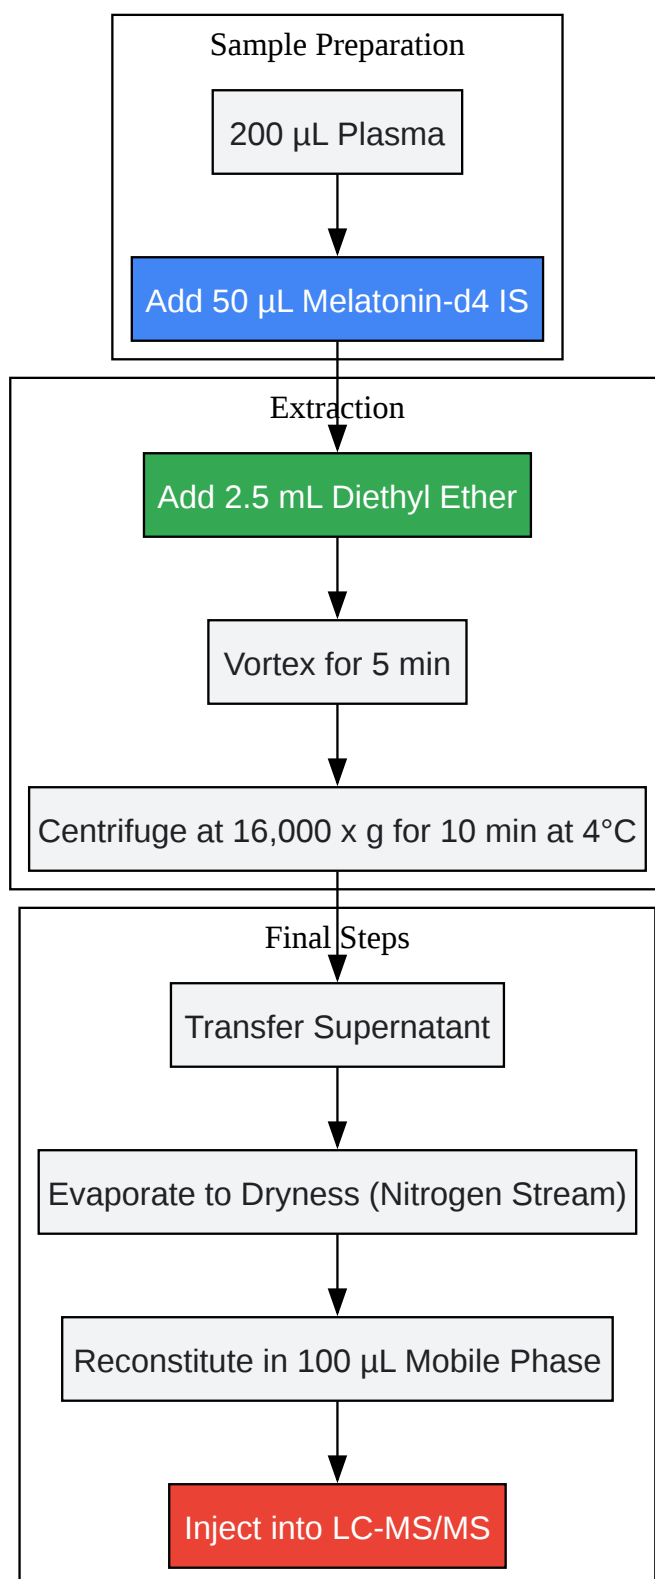 Sample Preparation
200 µL Plasma
Add 50 µL Melatonin-d4 IS
Extraction
Add 2.5 mL Diethyl Ether
Vortex for 5 min
Centrifuge at 16,000 x g for 10 min at 4°C
Final Steps
Transfer Supernatant
Evaporate to Dryness (Nitrogen Stream)
Reconstitute in 100 µL Mobile Phase
Inject into LC-MS/MS